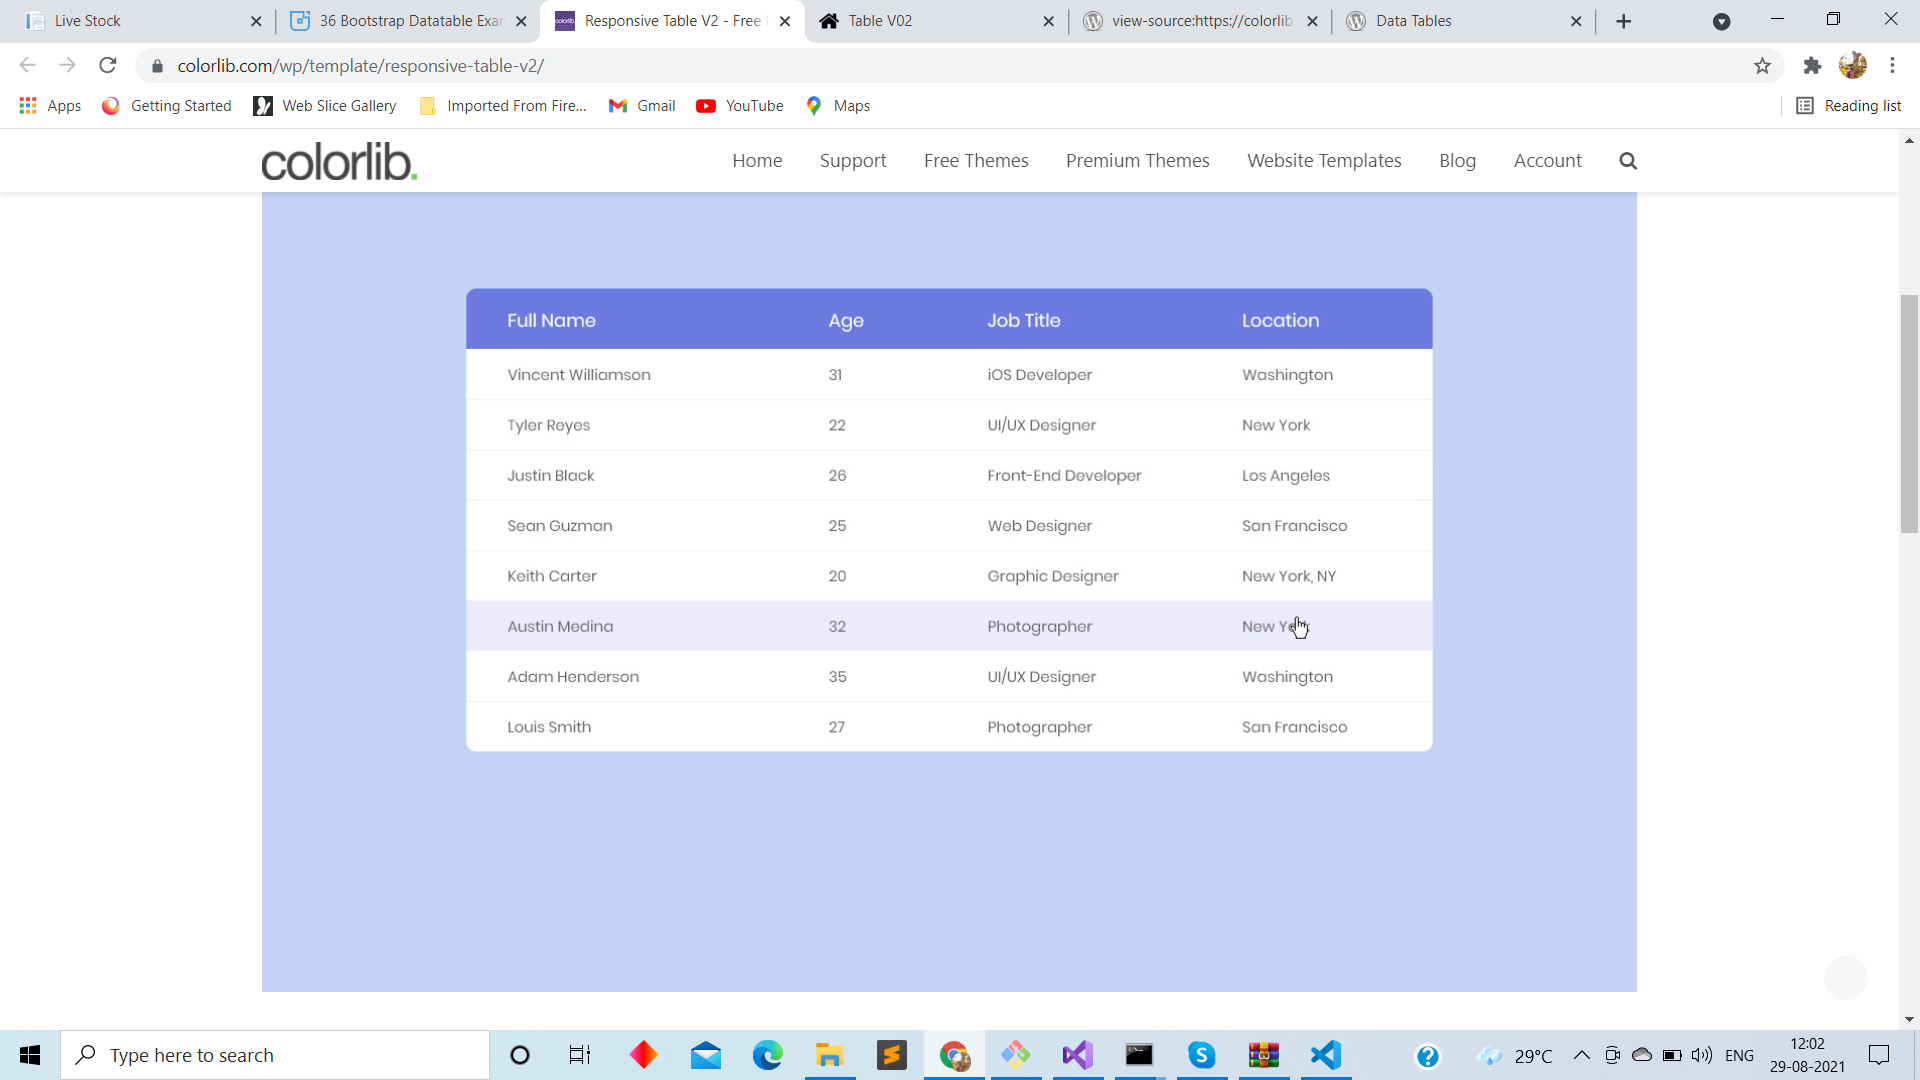 Live Stock
36 Bootstrap Datatable Exar
colorlib
Responsive Table V2 - Free
Table V02
view-source:https://colorlib.
Data Tables
colorlib.com/wp/template/responsive-table-v2/
Apps
Getting Started
Web Slice Gallery
Imported From Fire...
Gmail
YouTube
Maps
Reading list
colorlib.
Home Support Free Themes Premium Themes Website Templates Blog Account
Full Name Age Job Title Location
Vincent Williamson 31 iOS Developer Washington
Tyler Reyes 22 UI/UX Designer New York
Justin Black 26 Front-End Developer Los Angeles
Sean Guzman 25 Web Designer San Francisco
Keith Carter 20 Graphic Designer New York, NY
Austin Medina 32 Photographer New York
Adam Henderson 35 UI/UX Designer Washington
Louis Smith 27 Photographer San Francisco
Type here to search
29°C
ENG
12:02
29-08-2021